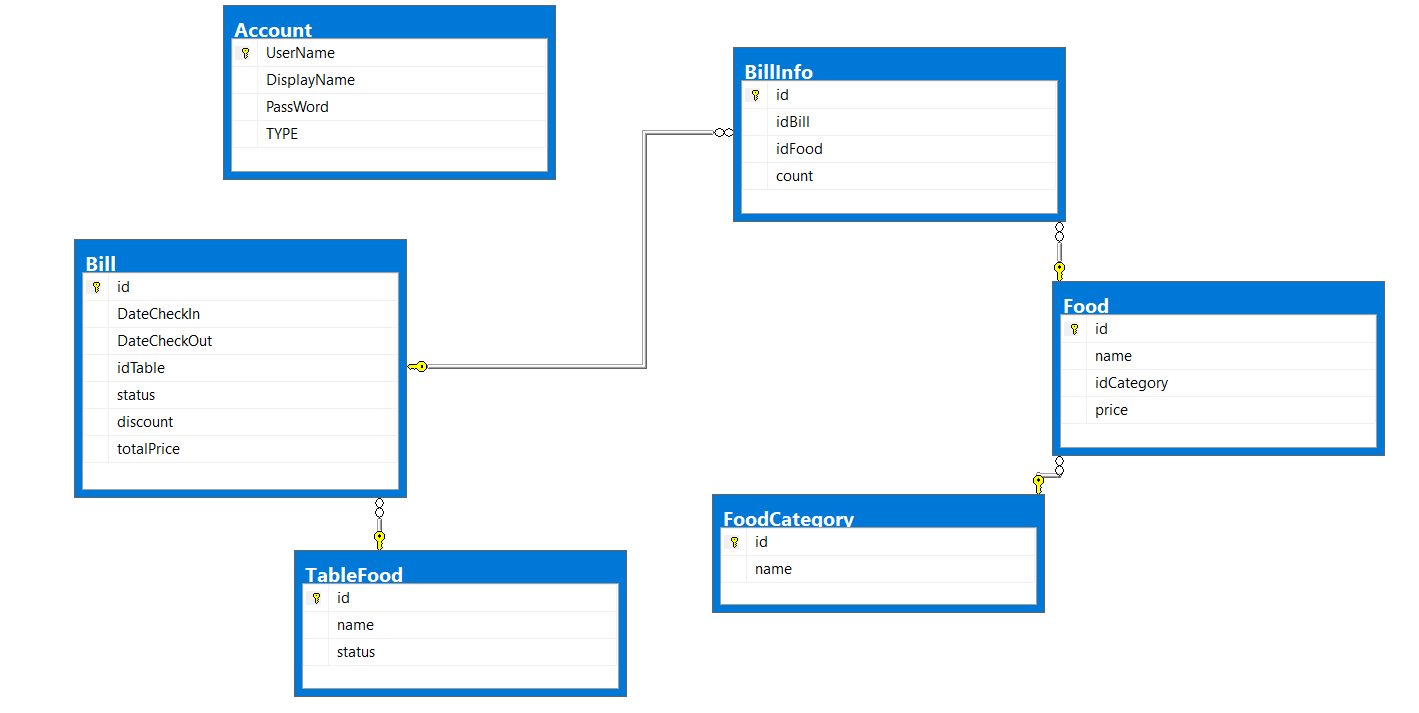 Account
UserName
DisplayName
PassWord
TYPE
BillInfo
id
idBill
idFood
count
Bill
id
DateCheckIn
DateCheckOut
idTable
status
discount
totalPrice
Food
id
name
idCategory
price
FoodCategory
id
name
TableFood
id
name
status